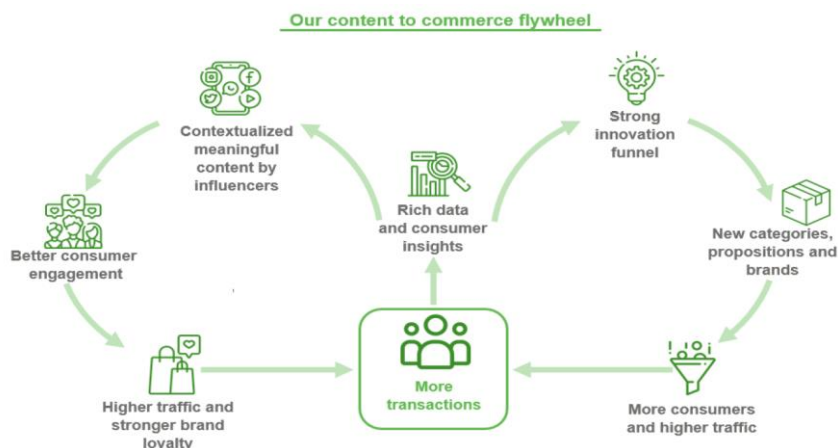 Our content to commerce flywheel
Contextualized
meaningful
content by
influencers
Strong
innovation
funnel
Rich data
and consumer
insights
Better consumer
engagement
New categories,
propositions and
brands
Higher traffic and
stronger brand
loyalty
More
transactions
More consumers
and higher traffic